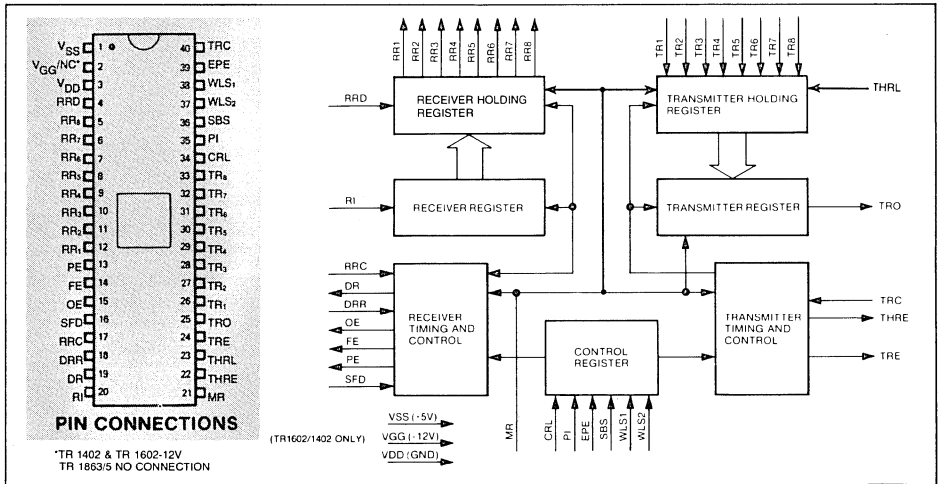 VSS 1 40 TRC
VGG/NC* 2 39 EPE
VDD 3 38 WLS1
RRD 4 37 WLS2
RR8 5 36 SBS
RR7 6 35 PI
RR6 7 34 CRL
RR5 8 33 TR8
RR4 9 32 TR7
RR3 10 31 TR6
RR2 11 30 TR5
RR1 12 29 TR4
PE 13 28 TR3
FE 14 27 TR2
OE 15 26 TR1
SFD 16 25 TRO
RRC 17 24 TRE
DRR 18 23 THRL
DR 19 22 THRE
RI 20 21 MR
PIN CONNECTIONS
*TR 1402 & TR 1602-12V
TR 1863/5 NO CONNECTION
RR1
RR2
RR3
RR4
RR5
RR6
RR7
RR8
TR1
TR2
TR3
TR4
TR5
TR6
TR7
TR8
RRD
RECEIVER HOLDING
REGISTER
TRANSMITTER HOLDING
REGISTER
THRL
RI
RECEIVER REGISTER
TRANSMITTER REGISTER
TRO
RRC
DR
DRR
OE
FE
PE
SFD
RECEIVER
TIMING AND
CONTROL
CONTROL
REGISTER
TRANSMITTER
TIMING AND
CONTROL
TRC
THRE
TRE
MR
CRL
PI
EPE
SBS
WLS1
WLS2
VSS (+5V)
(TR1602/1402 ONLY) VGG (-12V)
VDD (GND)